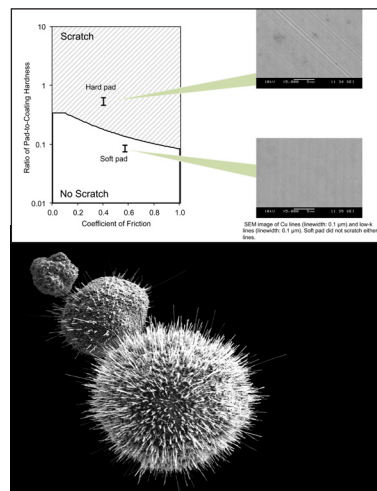 10
Scratch
1
Hard pad
0.1
Soft pad
No Scratch
0.01
0.0 0.2 0.4 0.6 0.8 1.0
Ratio of Pad-to-Coating Hardness
Coefficient of Friction
SEM image of Cu lines (linewidth: 0.1 μm) and low-k
lines (linewidth: 0.1 μm). Soft pad did not scratch either
lines.